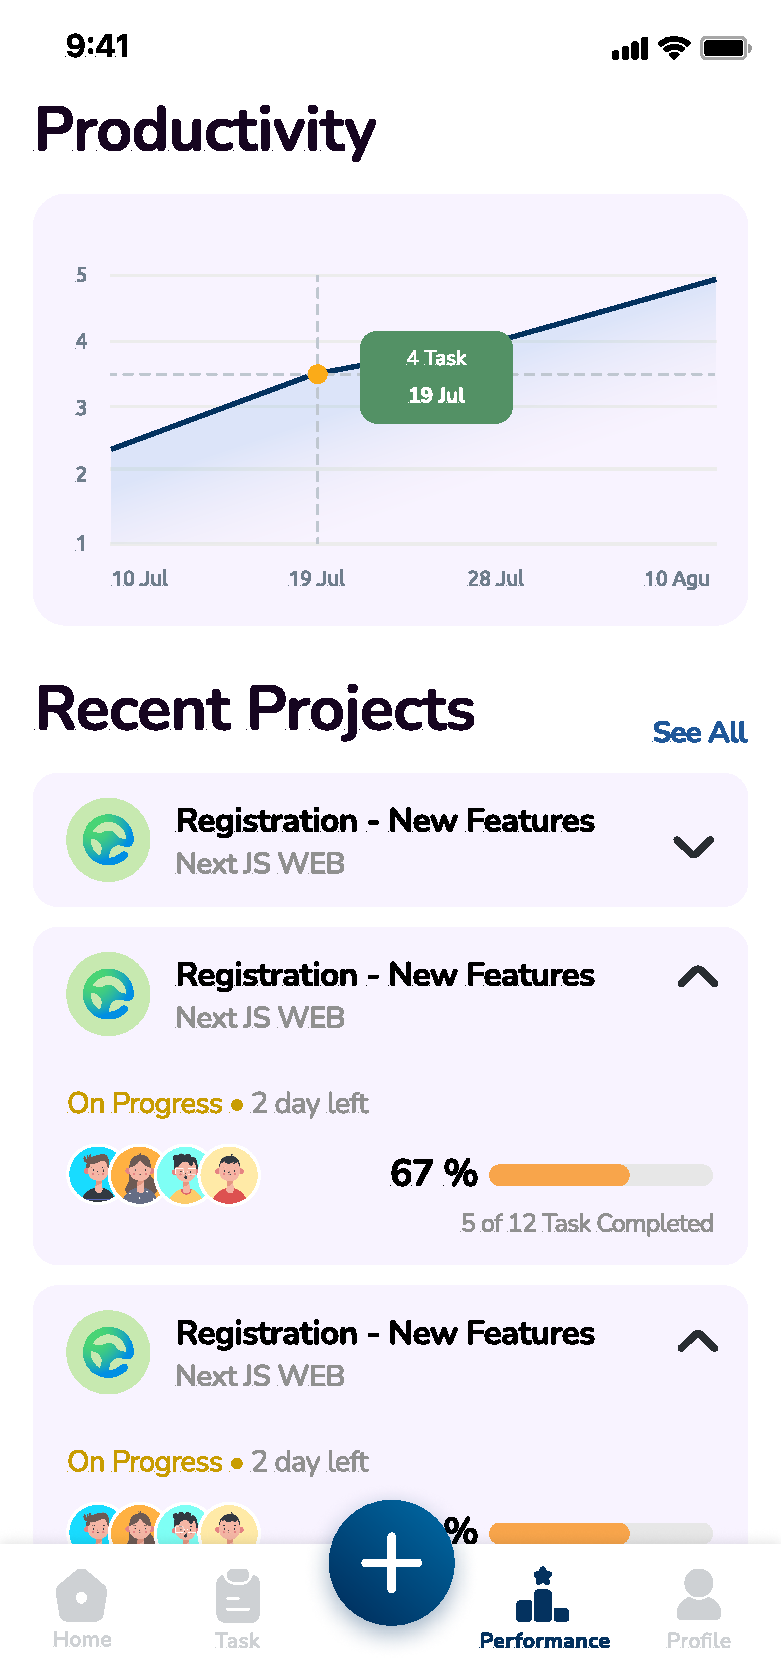 9:41
Productivity
5
4
3
2
1
4 Task
19 Jul
10 Jul 19 Jul 28 Jul 10 Agu
Recent Projects
See All
Registration - New Features
Next JS WEB
Registration - New Features
Next JS WEB
On Progress • 2 day left
67 %
5 of 12 Task Completed
Registration - New Features
Next JS WEB
On Progress • 2 day left
%
Home Task Performance Profile